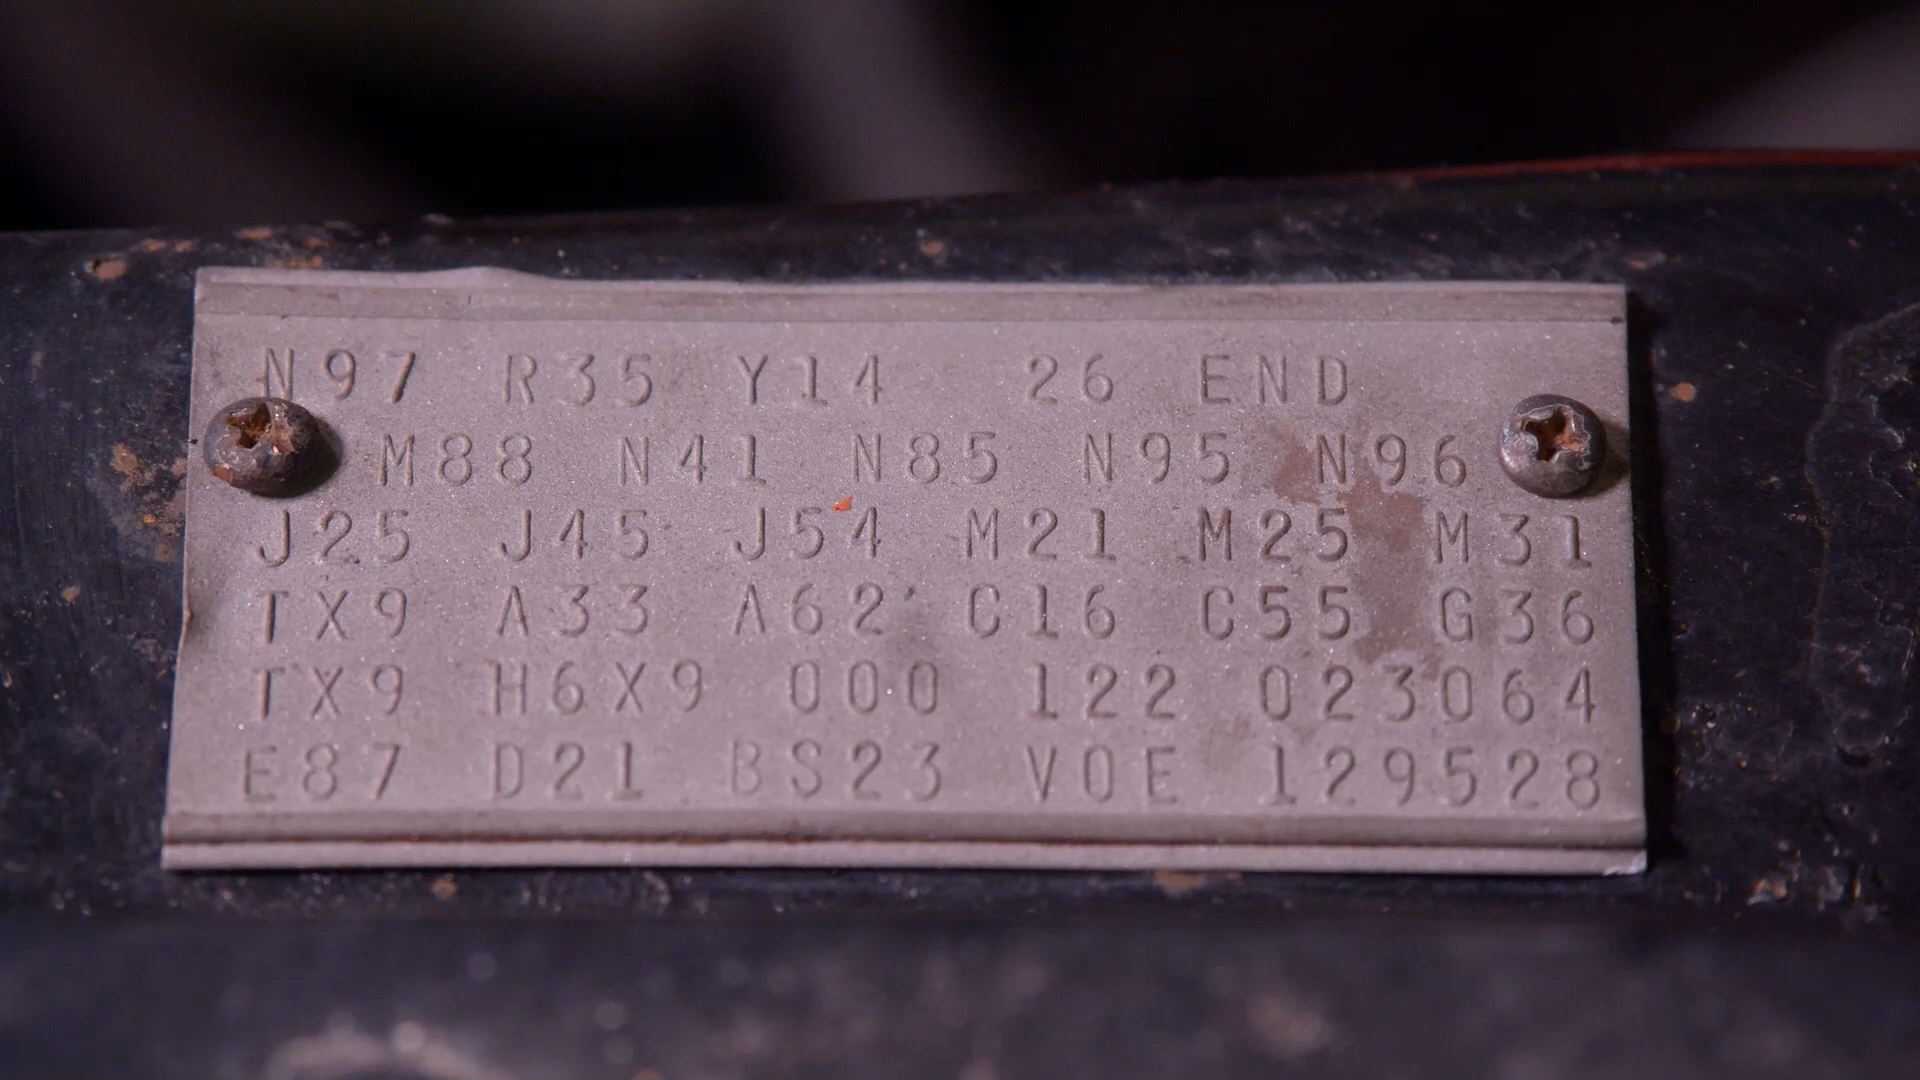 N97 R35 Y14 26 END
M88 N41 N85 N95 N96
J25 J45 J54 M21 M25 M31
TX9 A33 A62 C16 C55 G36
TX9 H6X9 000 122 023064
E87 D21 BS23 V0E 129528